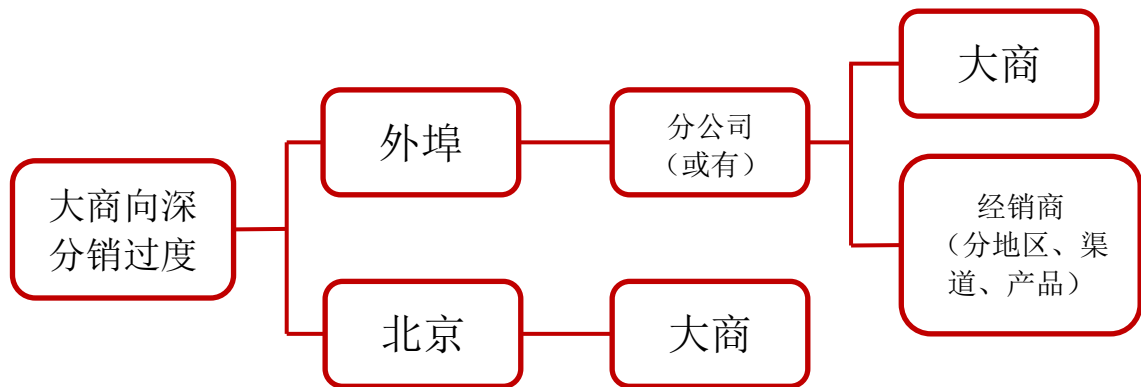 大商向深
分销过度
外埠
北京
分公司
（或有）
大商
大商
经销商
（分地区、渠
道、产品）